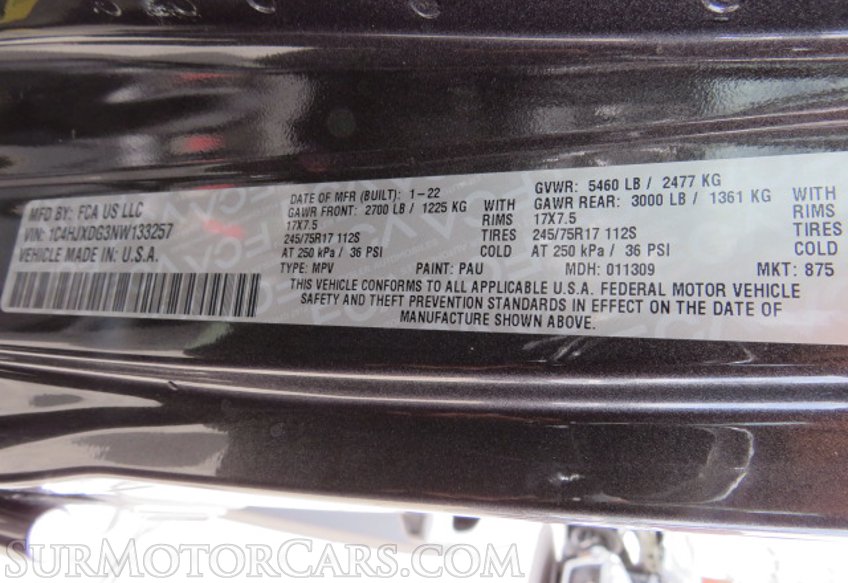 MFD BY: FCA US LLC
VIN: 1C4HJXDG3NW133257
VEHICLE MADE IN: U.S.A.
DATE OF MFR (BUILT): 1-22
GAWR FRONT: 2700 LB / 1225 KG WITH
17X7.5 RIMS
245/75R17 112S TIRES
AT 250 kPa / 36 PSI COLD
GVWR: 5460 LB / 2477 KG
GAWR REAR: 3000 LB / 1361 KG WITH
17X7.5 RIMS
245/75R17 112S TIRES
AT 250 kPa / 36 PSI COLD
TYPE: MPV PAINT: PAU MDH: 011309 MKT: 875
THIS VEHICLE CONFORMS TO ALL APPLICABLE U.S.A. FEDERAL MOTOR VEHICLE
SAFETY AND THEFT PREVENTION STANDARDS IN EFFECT ON THE DATE OF
MANUFACTURE SHOWN ABOVE.
SURMOTORCARS.COM